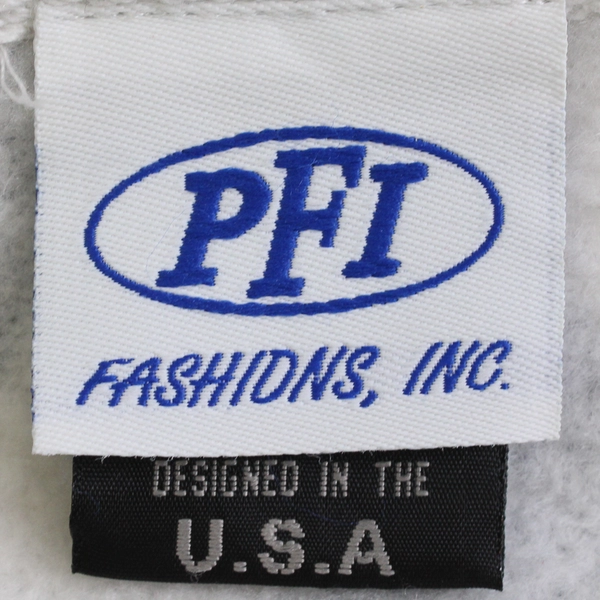 PFI
FASHIONS, INC.
DESIGNED IN THE
U.S.A